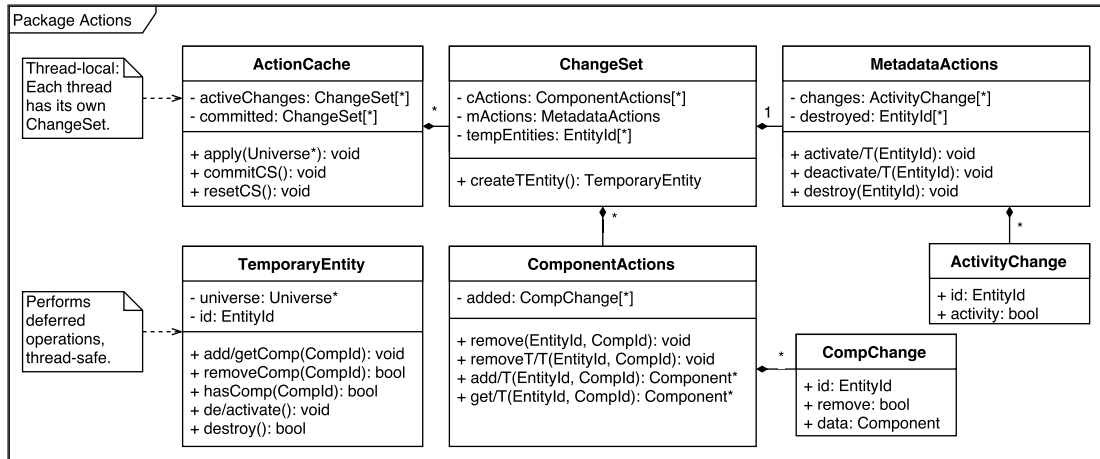 Package Actions
Thread-local:
Each thread
has its own
ChangeSet.
ActionCache
- activeChanges: ChangeSet[*]
- committed: ChangeSet[*]
+ apply(Universe*): void
+ commitCS(): void
+ resetCS(): void
*
ChangeSet
- cActions: ComponentActions[*]
- mActions: MetadataActions
- tempEntities: EntityId[*]
+ createTEntity(): TemporaryEntity
1
*
MetadataActions
- changes: ActivityChange[*]
- destroyed: EntityId[*]
+ activate/T(EntityId): void
+ deactivate/T(EntityId): void
+ destroy(EntityId): void
*
ActivityChange
+ id: EntityId
+ activity: bool
Performs
deferred
operations,
thread-safe.
TemporaryEntity
- universe: Universe*
- id: EntityId
+ add/getComp(CompId): void
+ removeComp(CompId): bool
+ hasComp(CompId): bool
+ de/activate(): void
+ destroy(): bool
ComponentActions
- added: CompChange[*]
+ remove(EntityId, CompId): void
+ removeT/T(EntityId, CompId): void
+ add/T(EntityId, CompId): Component*
+ get/T(EntityId, CompId): Component*
*
CompChange
+ id: EntityId
+ remove: bool
+ data: Component